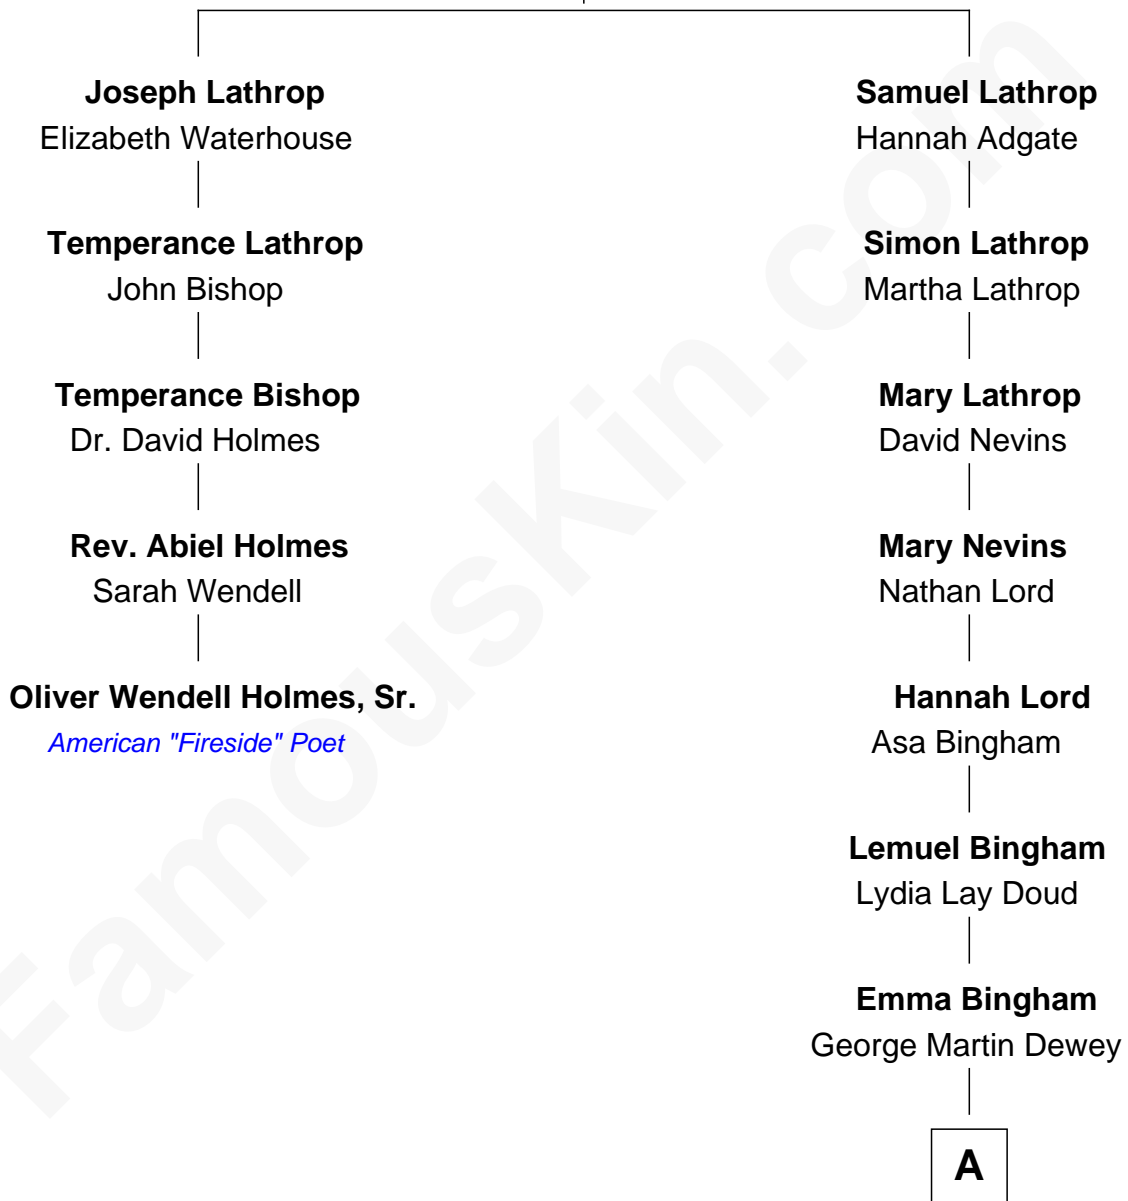 Joseph Lathrop
Elizabeth Waterhouse
Temperance Lathrop
John Bishop
Temperance Bishop
Dr. David Holmes
Rev. Abiel Holmes
Sarah Wendell
Oliver Wendell Holmes, Sr.
American "Fireside" Poet
Samuel Lathrop
Hannah Adgate
Simon Lathrop
Martha Lathrop
Mary Lathrop
David Nevins
Mary Nevins
Nathan Lord
Hannah Lord
Asa Bingham
Lemuel Bingham
Lydia Lay Doud
Emma Bingham
George Martin Dewey
A
FamousKin.com